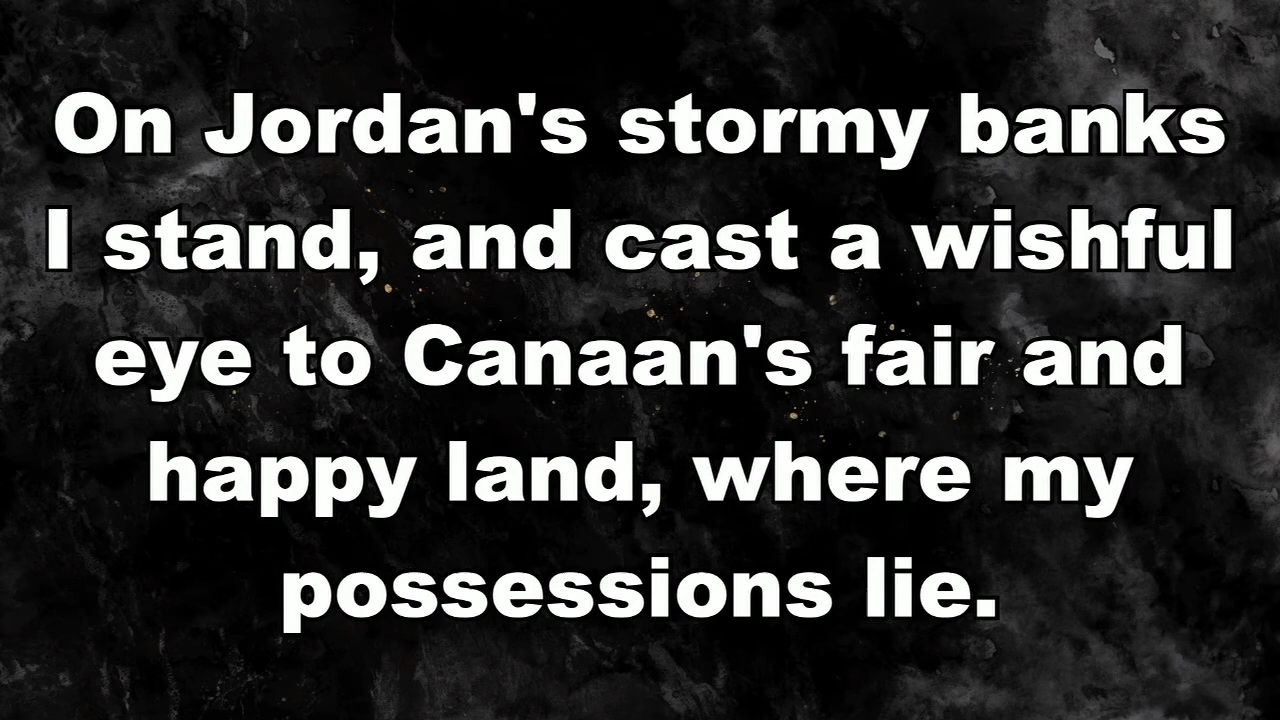 On Jordan's stormy banks
I stand, and cast a wishful
eye to Canaan's fair and
happy land, where my
possessions lie.